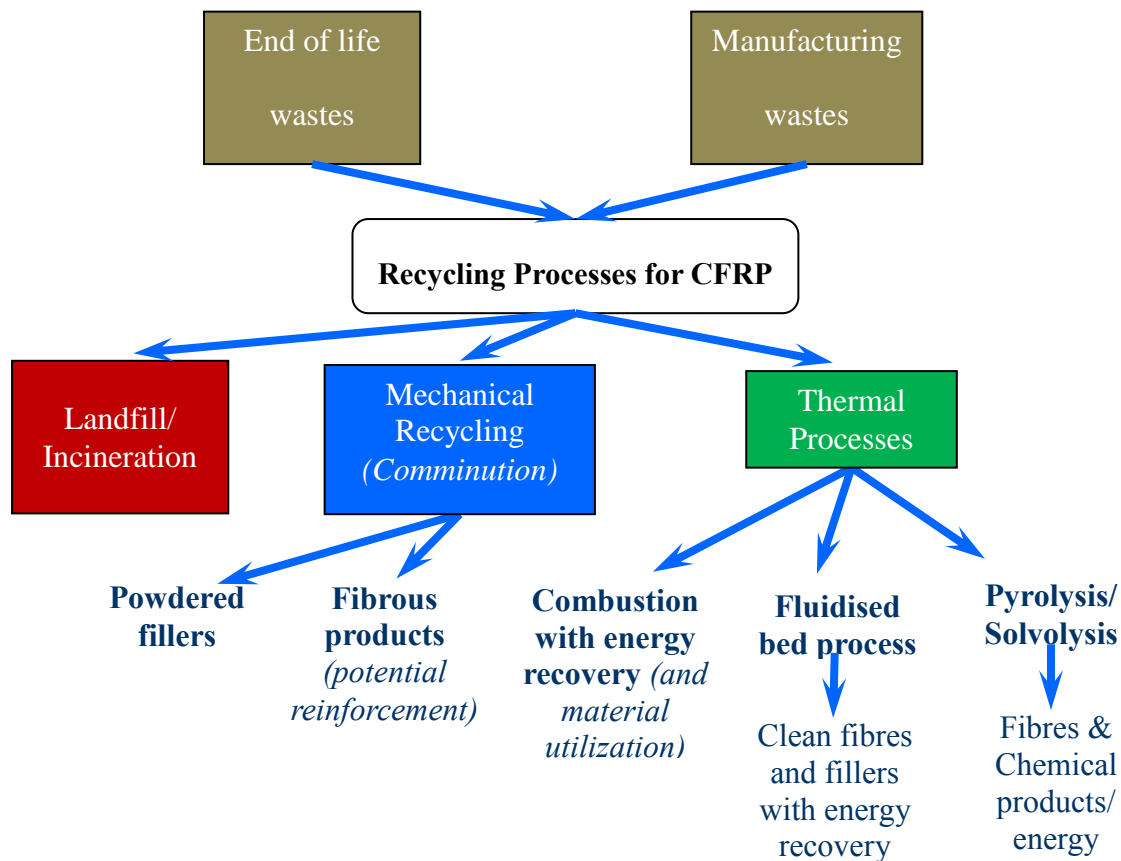 End of life
wastes
Manufacturing
wastes
Recycling Processes for CFRP
Landfill/
Incineration
Mechanical
Recycling
(Comminution)
Thermal
Processes
Powdered
fillers
Fibrous
products
(potential
reinforcement)
Combustion
with energy
recovery (and
material
utilization)
Fluidised
bed process
Clean fibres
and fillers
with energy
recovery
Pyrolysis/
Solvolysis
Fibres &
Chemical
products/
energy